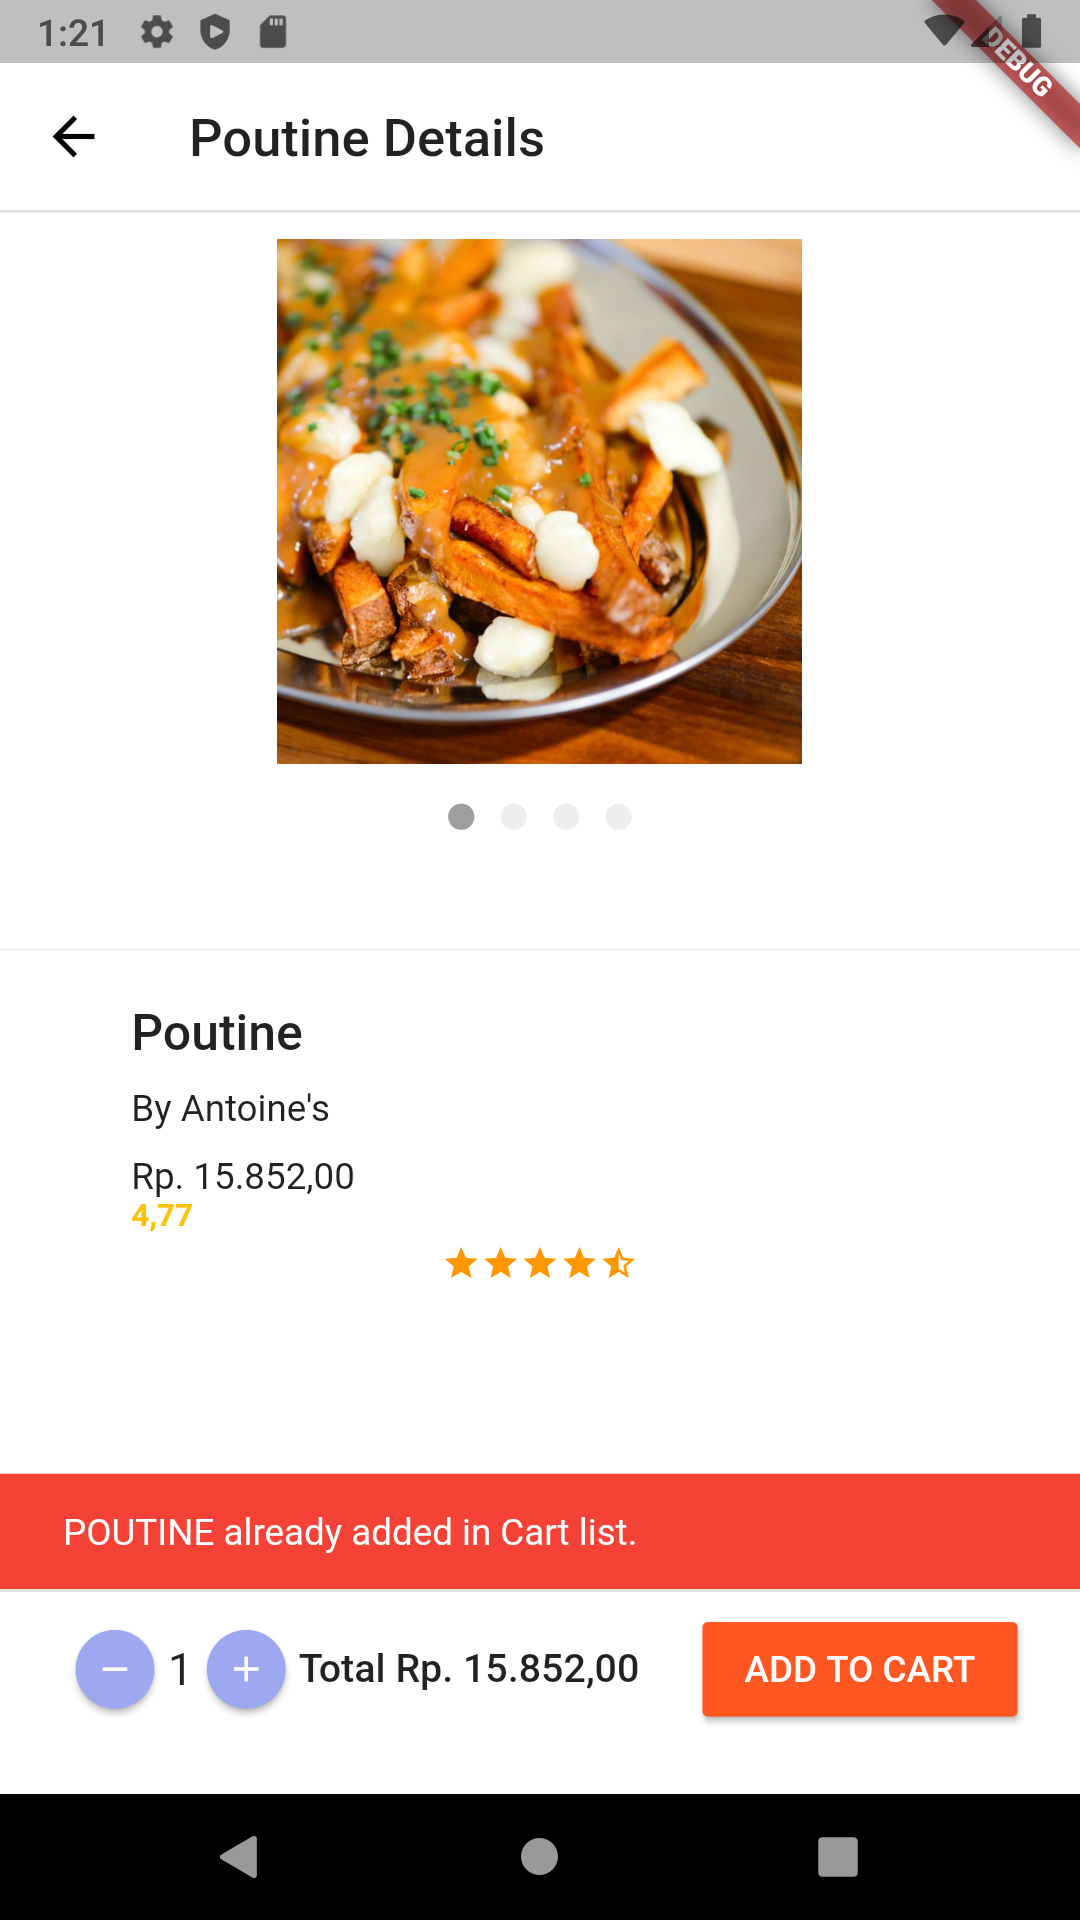 1:21
DEBUG
Poutine Details
Poutine
By Antoine's
Rp. 15.852,00
4,77
POUTINE already added in Cart list.
1 Total Rp. 15.852,00 ADD TO CART